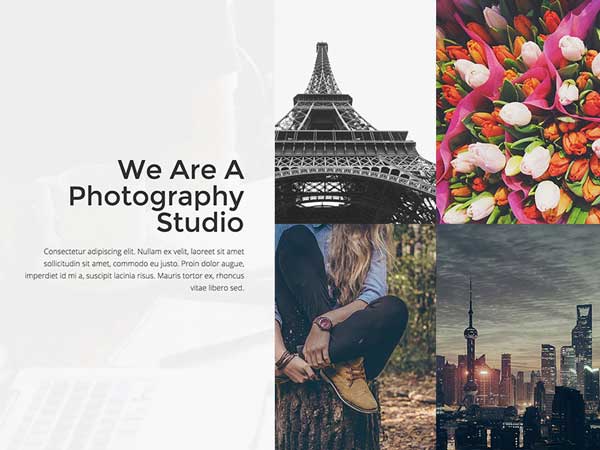 We Are A
Photography
Studio
Consectetur adipiscing elit. Nullam ex velit, laoreet sit amet
sollicitudin sit amet, commodo eu justo. Proin dolor augue,
imperdiet id mi a, suscipit lacinia risus. Mauris tortor ex, rhoncus
vitae libero sed.